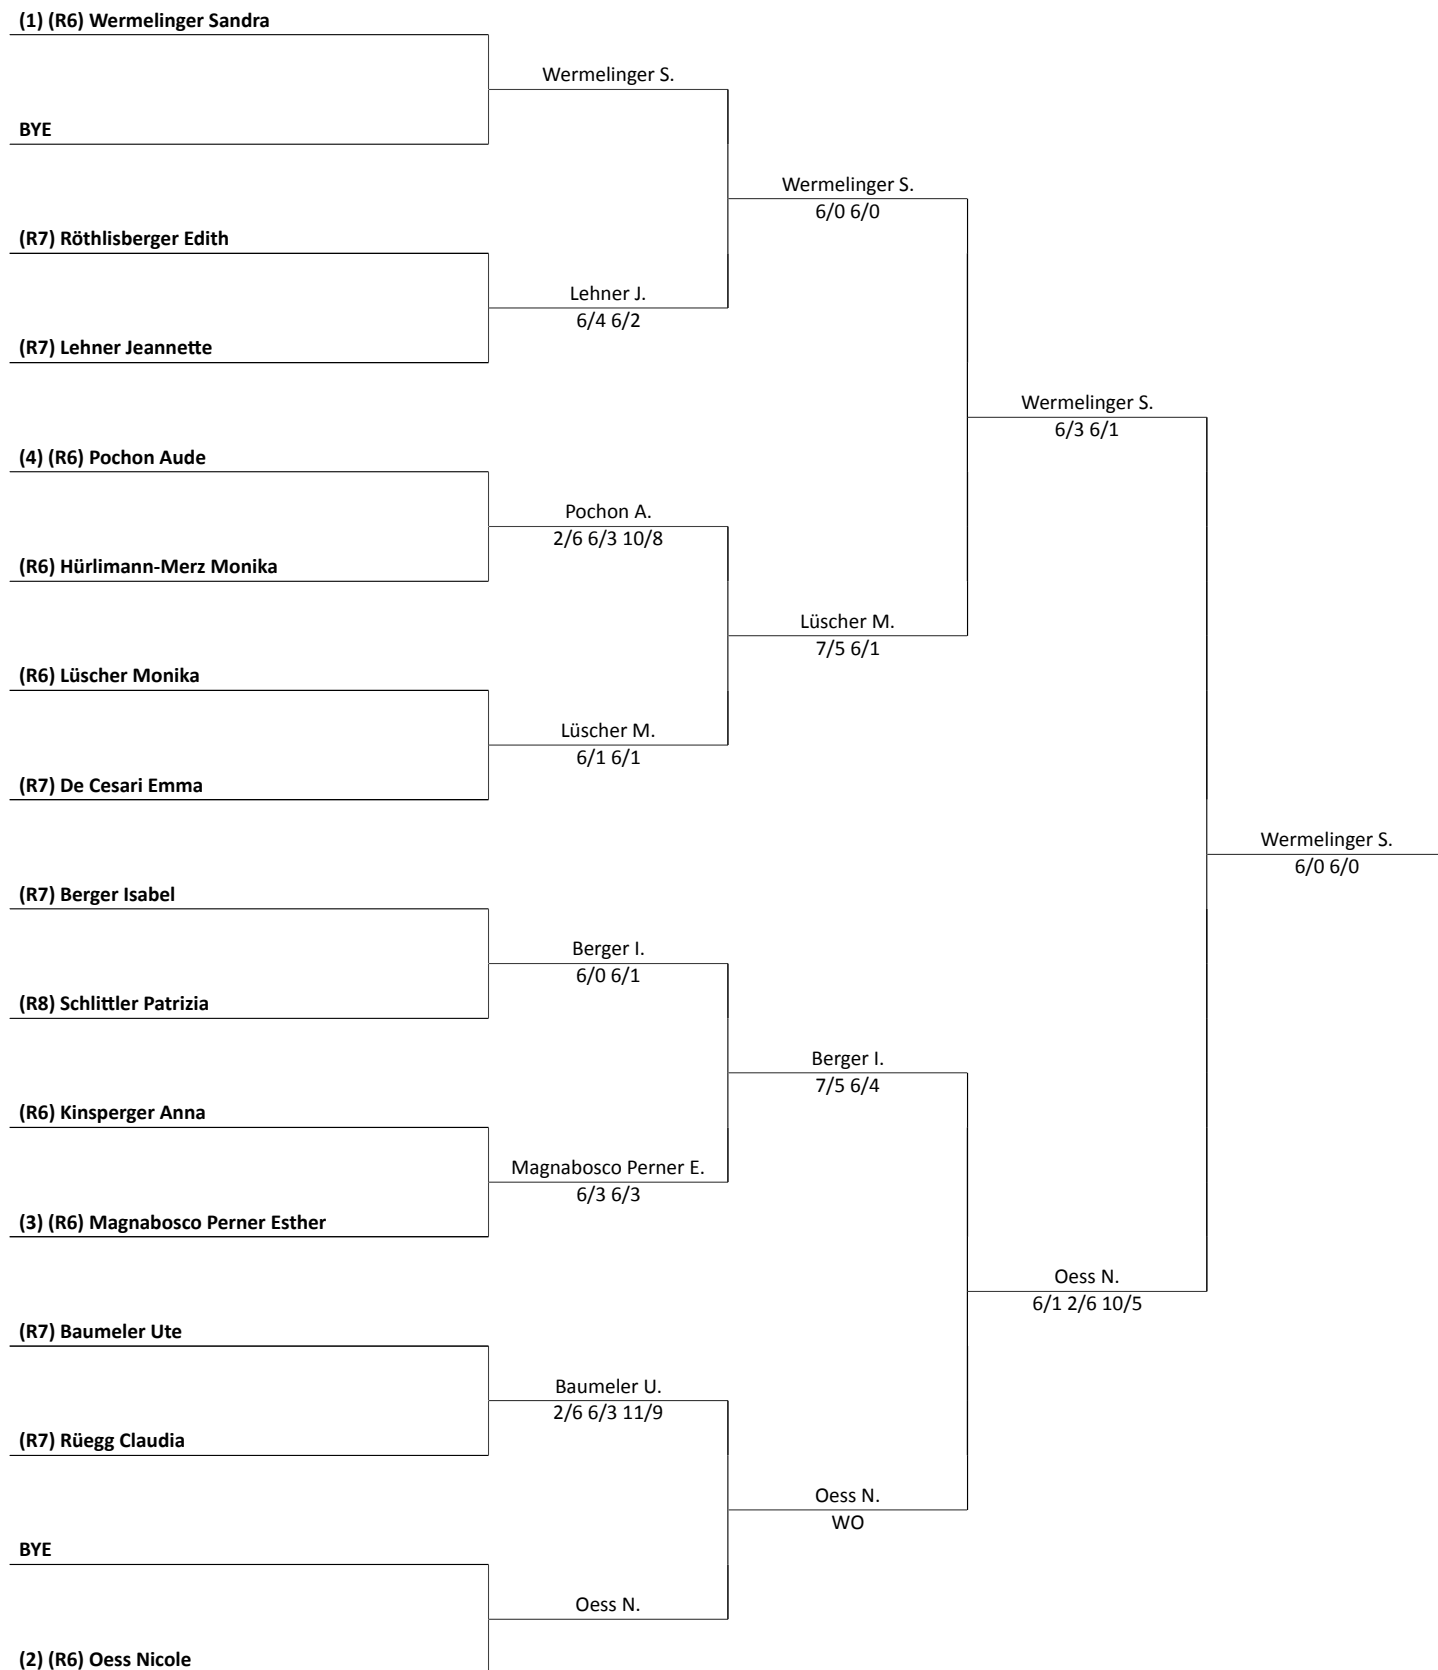 (1) (R6) Wermelinger Sandra
Wermelinger S.
BYE
Wermelinger S.
6/0 6/0
(R7) Röthlisberger Edith
Lehner J.
6/4 6/2
(R7) Lehner Jeannette
Wermelinger S.
6/3 6/1
(4) (R6) Pochon Aude
Pochon A.
2/6 6/3 10/8
(R6) Hürlimann-Merz Monika
Lüscher M.
7/5 6/1
(R6) Lüscher Monika
Lüscher M.
6/1 6/1
(R7) De Cesari Emma
Wermelinger S.
6/0 6/0
(R7) Berger Isabel
Berger I.
6/0 6/1
(R8) Schlittler Patrizia
Berger I.
7/5 6/4
(R6) Kinsperger Anna
Magnabosco Perner E.
6/3 6/3
(3) (R6) Magnabosco Perner Esther
Oess N.
6/1 2/6 10/5
(R7) Baumeler Ute
Baumeler U.
2/6 6/3 11/9
(R7) Rüegg Claudia
Oess N.
WO
BYE
Oess N.
(2) (R6) Oess Nicole